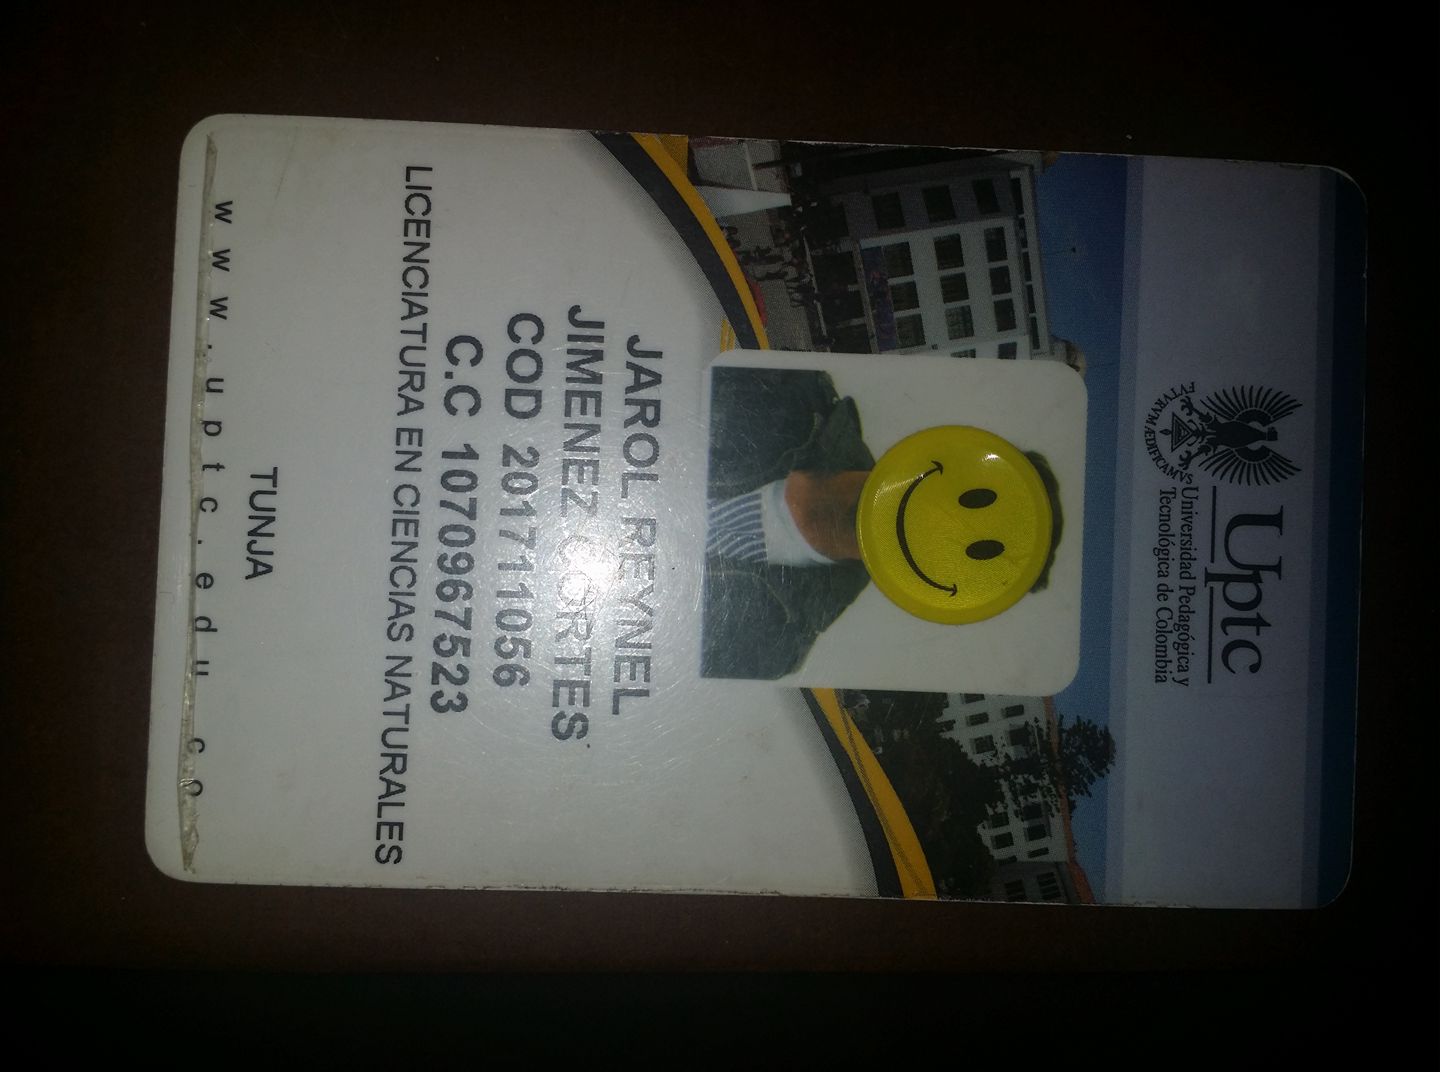 Uptc
Universidad Pedagógica y
Tecnológica de Colombia
FVTVRVM ÆDIFICAMVS
JAROL REYNEL
JIMENEZ CORTES
COD 201711056
C.C 1070967523
LICENCIATURA EN CIENCIAS NATURALES
TUNJA
www.uptc.edu.co